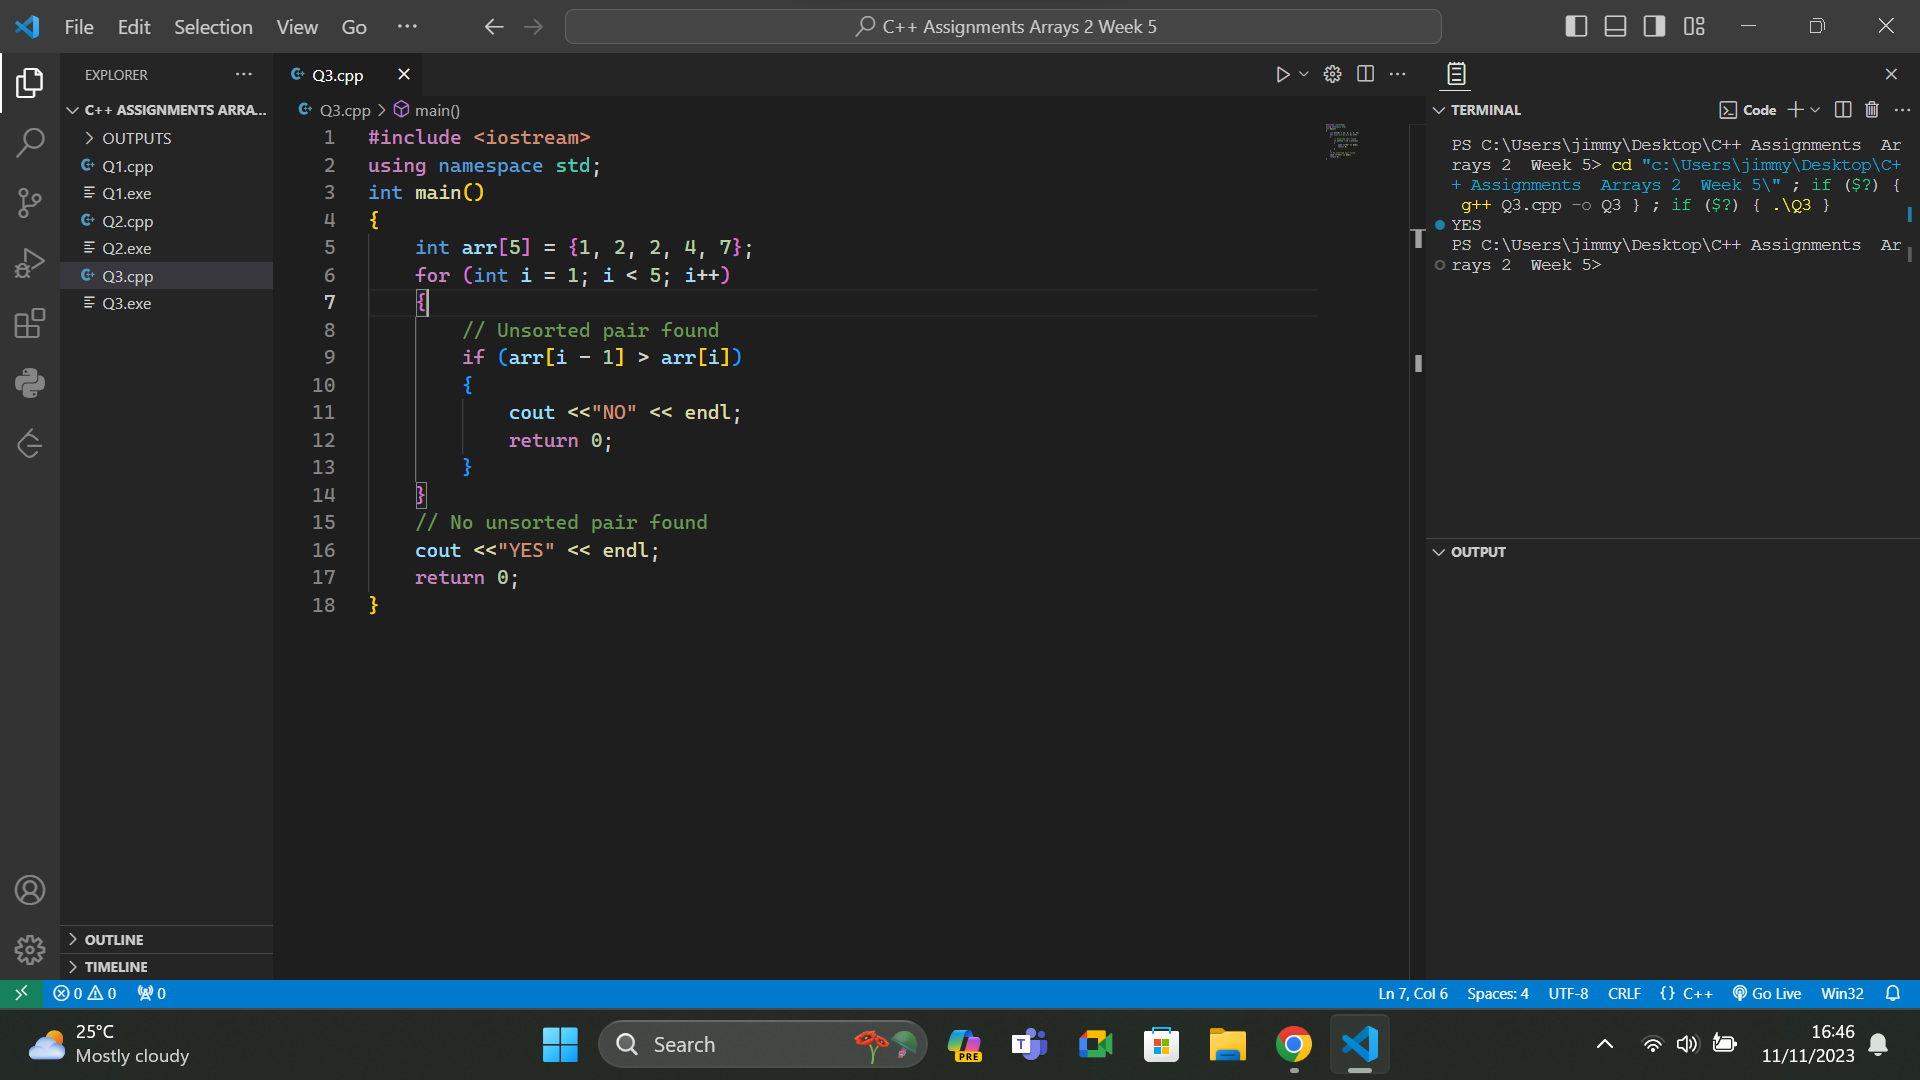 File Edit Selection View Go ···
C++ Assignments Arrays 2 Week 5
EXPLORER ···
C++ ASSIGNMENTS ARRA...
OUTPUTS
Q1.cpp
Q1.exe
Q2.cpp
Q2.exe
Q3.cpp
Q3.exe
OUTLINE
TIMELINE
Q3.cpp
Q3.cpp > main()
1 #include <iostream>
2 using namespace std;
3 int main()
4 {
5 int arr[5] = {1, 2, 2, 4, 7};
6 for (int i = 1; i < 5; i++)
7 {
8 // Unsorted pair found
9 if (arr[i - 1] > arr[i])
10 {
11 cout <<"NO" << endl;
12 return 0;
13 }
14 }
15 // No unsorted pair found
16 cout <<"YES" << endl;
17 return 0;
18 }
TERMINAL Code
PS C:\Users\jimmy\Desktop\C++ Assignments  Ar
rays 2  Week 5> cd "c:\Users\jimmy\Desktop\C+
+ Assignments  Arrays 2  Week 5\" ; if ($?) {
g++ Q3.cpp -o Q3 } ; if ($?) { .\Q3 }
YES
PS C:\Users\jimmy\Desktop\C++ Assignments  Ar
rays 2  Week 5>
OUTPUT
0 0 0
Ln 7, Col 6 Spaces: 4 UTF-8 CRLF {} C++ Go Live Win32
25°C
Mostly cloudy
Search
PRE
T
16:46
11/11/2023